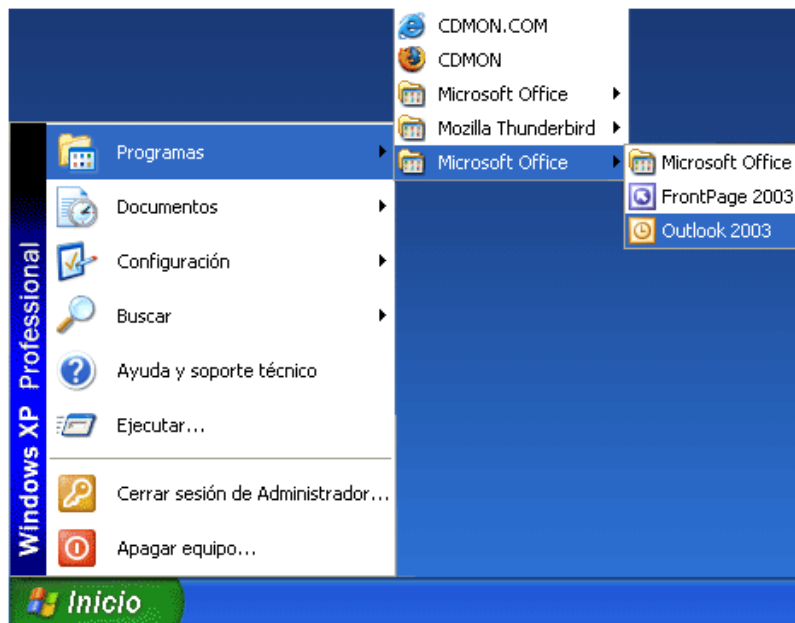 CDMON.COM
CDMON
Microsoft Office
Mozilla Thunderbird
Microsoft Office
Microsoft Office
FrontPage 2003
Outlook 2003
Programas
Documentos
Configuración
Buscar
Ayuda y soporte técnico
Ejecutar...
Cerrar sesión de Administrador...
Apagar equipo...
Windows XP Professional
Inicio